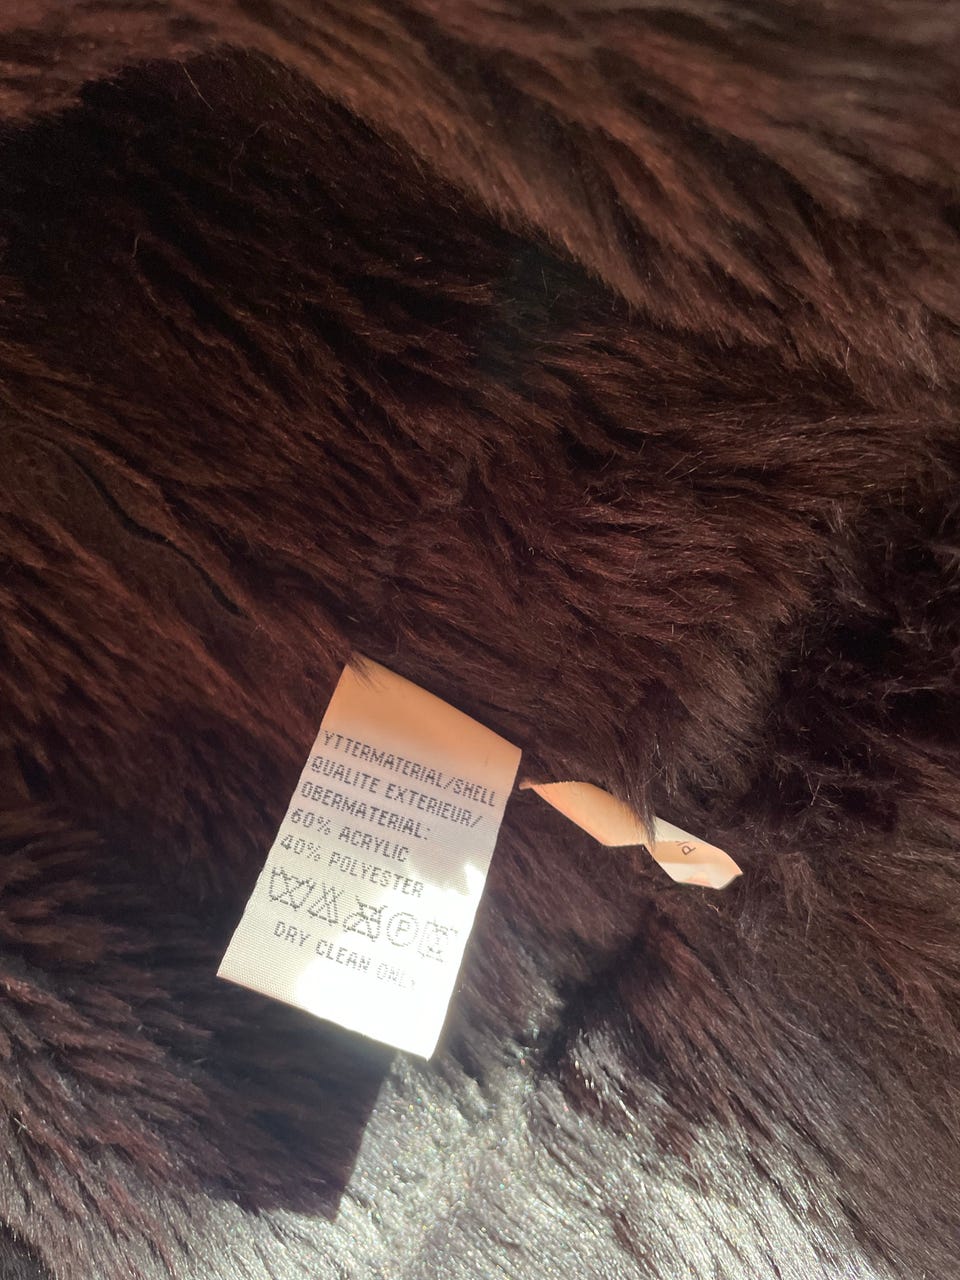 YTTERMATERIAL/SHELL
QUALITE EXTERIEUR/
OBERMATERIAL:
60% ACRYLIC
40% POLYESTER
P
DRY CLEAN ONLY